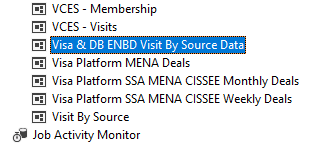 VCES - Membership
VCES - Visits
Visa & DB ENBD Visit By Source Data
Visa Platform MENA Deals
Visa Platform SSA MENA CISSEE Monthly Deals
Visa Platform SSA MENA CISSEE Weekly Deals
Visit By Source
Job Activity Monitor